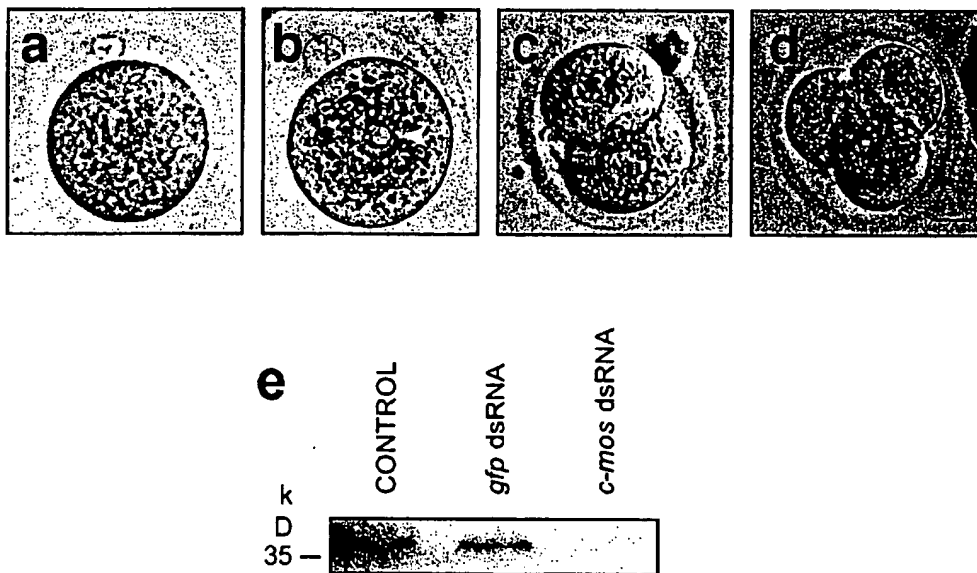 a
b
c
d
e
CONTROL
gfp dsRNA
c-mos dsRNA
k
D
35 —